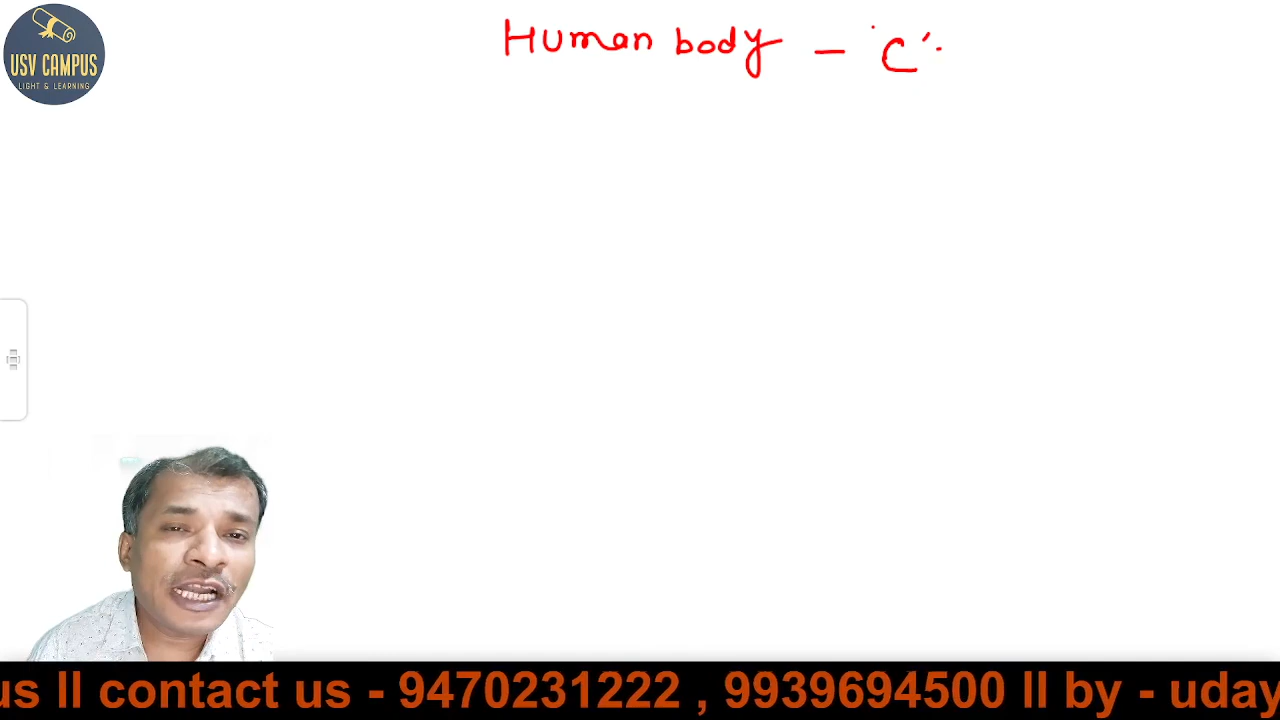 USV CAMPUS
LIGHT & LEARNING
Human body - 'C'
us ll contact us - 9470231222 , 9939694500 ll by - uday